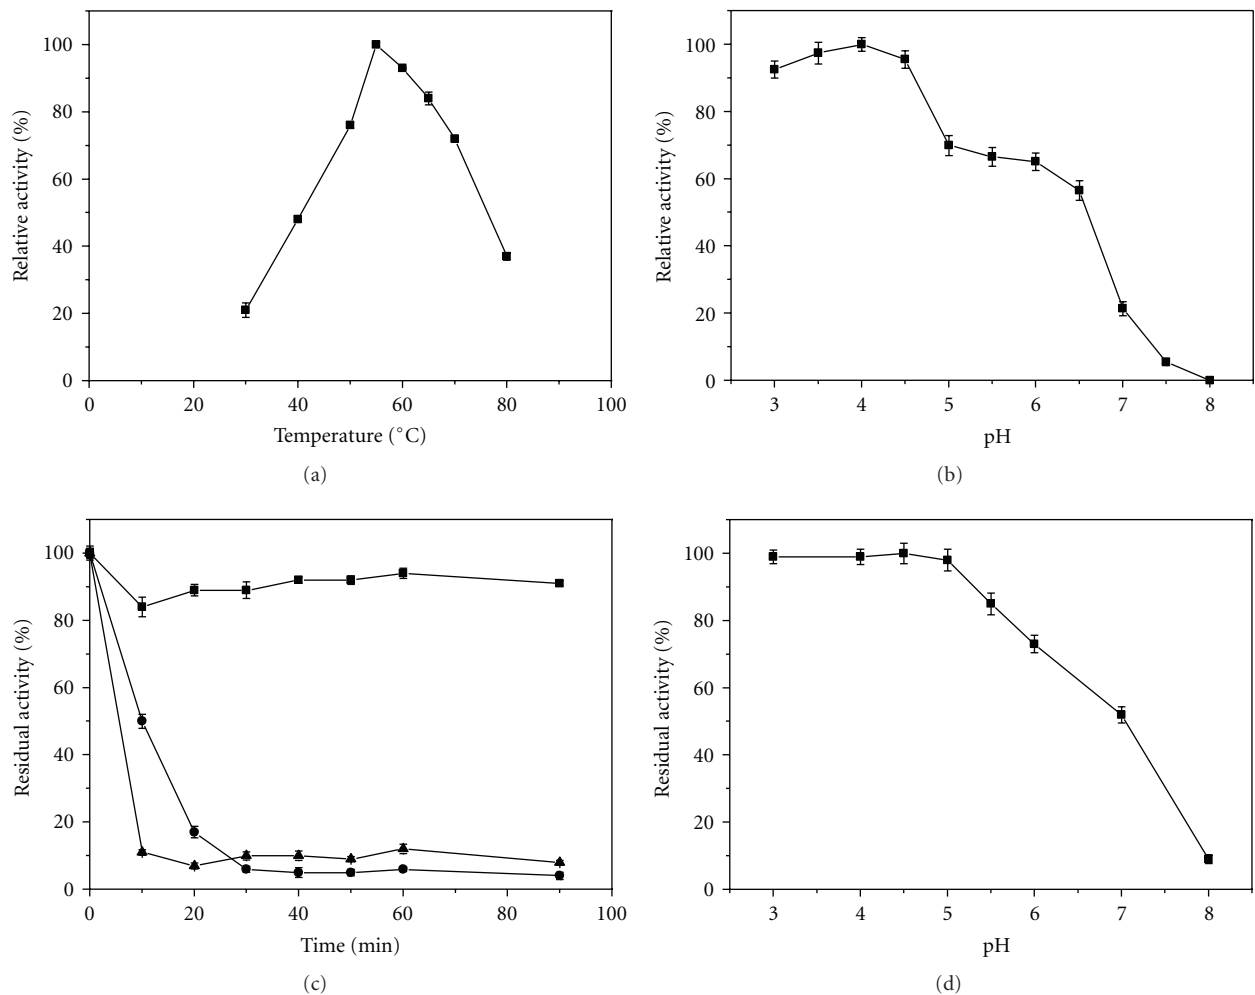 100
80
60
40
20
0
Relative activity (%)
0 20 40 60 80 100
Temperature (°C)
(a)
100
80
60
40
20
0
Relative activity (%)
3 4 5 6 7 8
pH
(b)
100
80
60
40
20
0
Residual activity (%)
0 20 40 60 80 100
Time (min)
(c)
100
80
60
40
20
0
Residual activity (%)
3 4 5 6 7 8
pH
(d)